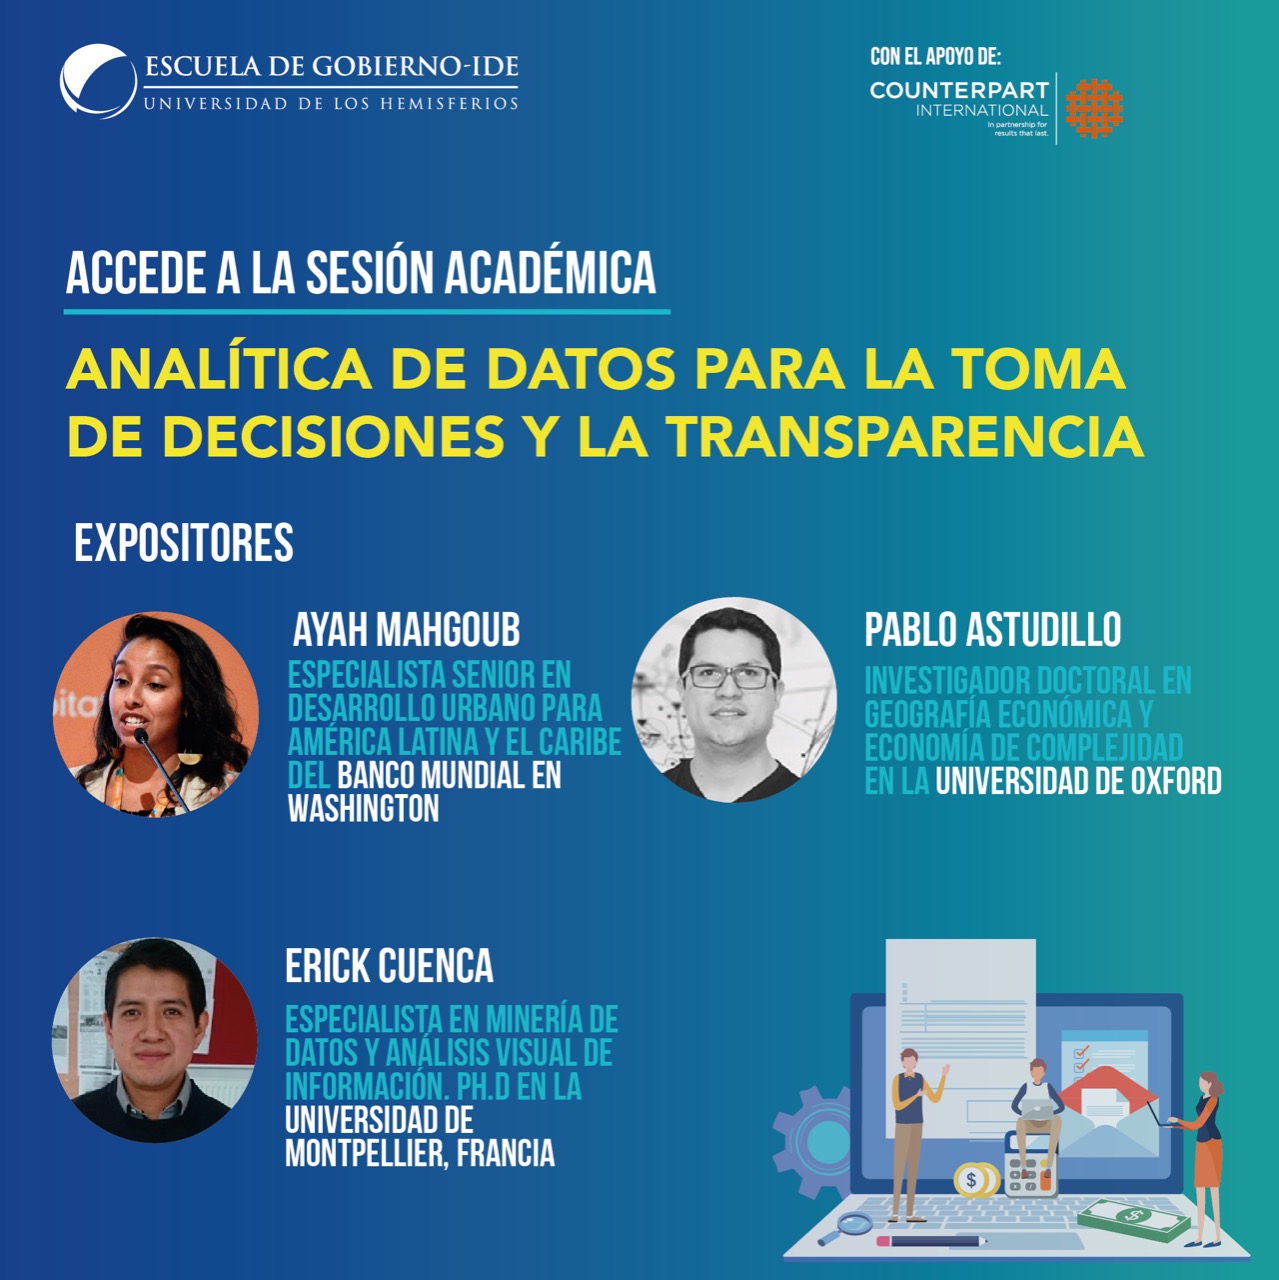 ESCUELA DE GOBIERNO-IDE
UNIVERSIDAD DE LOS HEMISFERIOS
CON EL APOYO DE:
COUNTERPART
INTERNATIONAL
In partnership for
results that last.
ACCEDE A LA SESIÓN ACADÉMICA
ANALÍTICA DE DATOS PARA LA TOMA
DE DECISIONES Y LA TRANSPARENCIA
EXPOSITORES
AYAH MAHGOUB
ESPECIALISTA SENIOR EN
DESARROLLO URBANO PARA
AMÉRICA LATINA Y EL CARIBE
DEL BANCO MUNDIAL EN
WASHINGTON
PABLO ASTUDILLO
INVESTIGADOR DOCTORAL EN
GEOGRAFÍA ECONÓMICA Y
ECONOMÍA DE COMPLEJIDAD
EN LA UNIVERSIDAD DE OXFORD
ERICK CUENCA
ESPECIALISTA EN MINERÍA DE
DATOS Y ANÁLISIS VISUAL DE
INFORMACIÓN. PH.D EN LA
UNIVERSIDAD DE
MONTPELLIER, FRANCIA